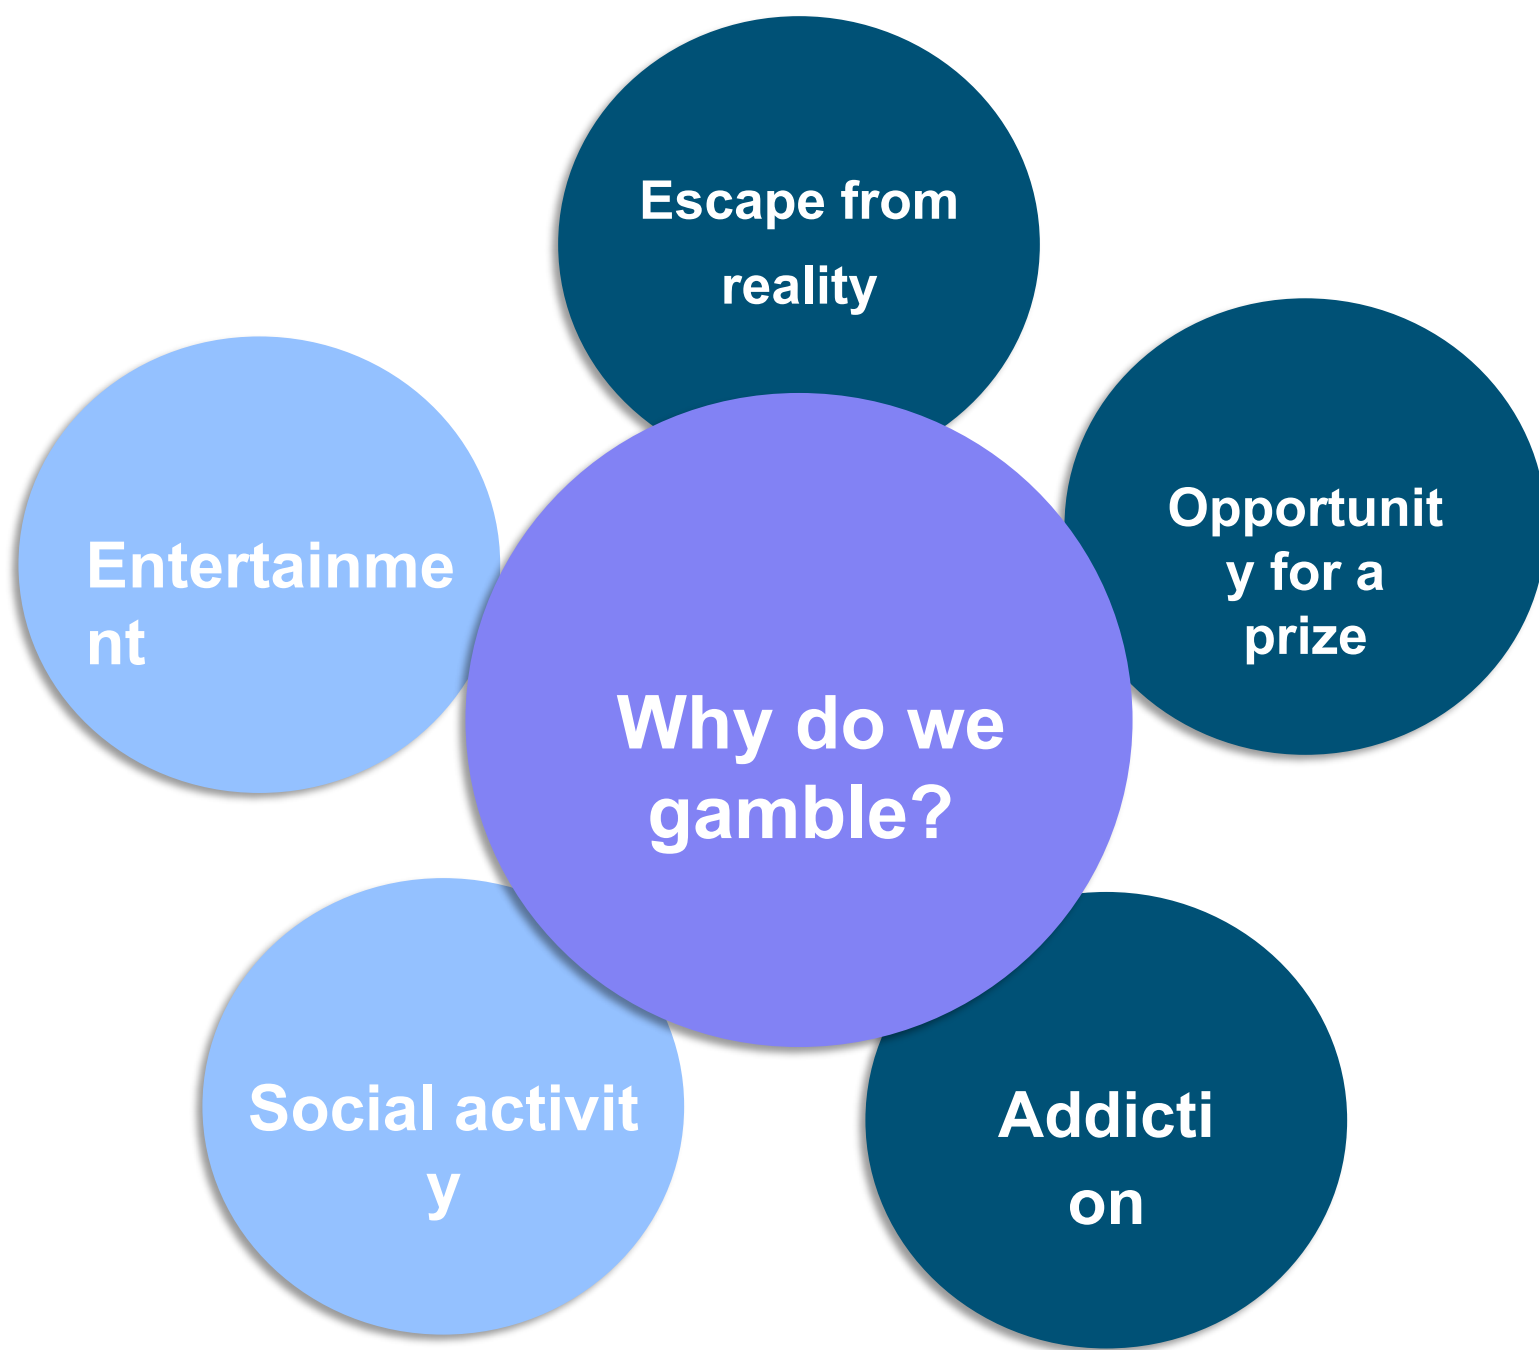 Escape from
reality
Opportunit
y for a
prize
Entertainme
nt
Why do we
gamble?
Social activit
y
Addicti
on